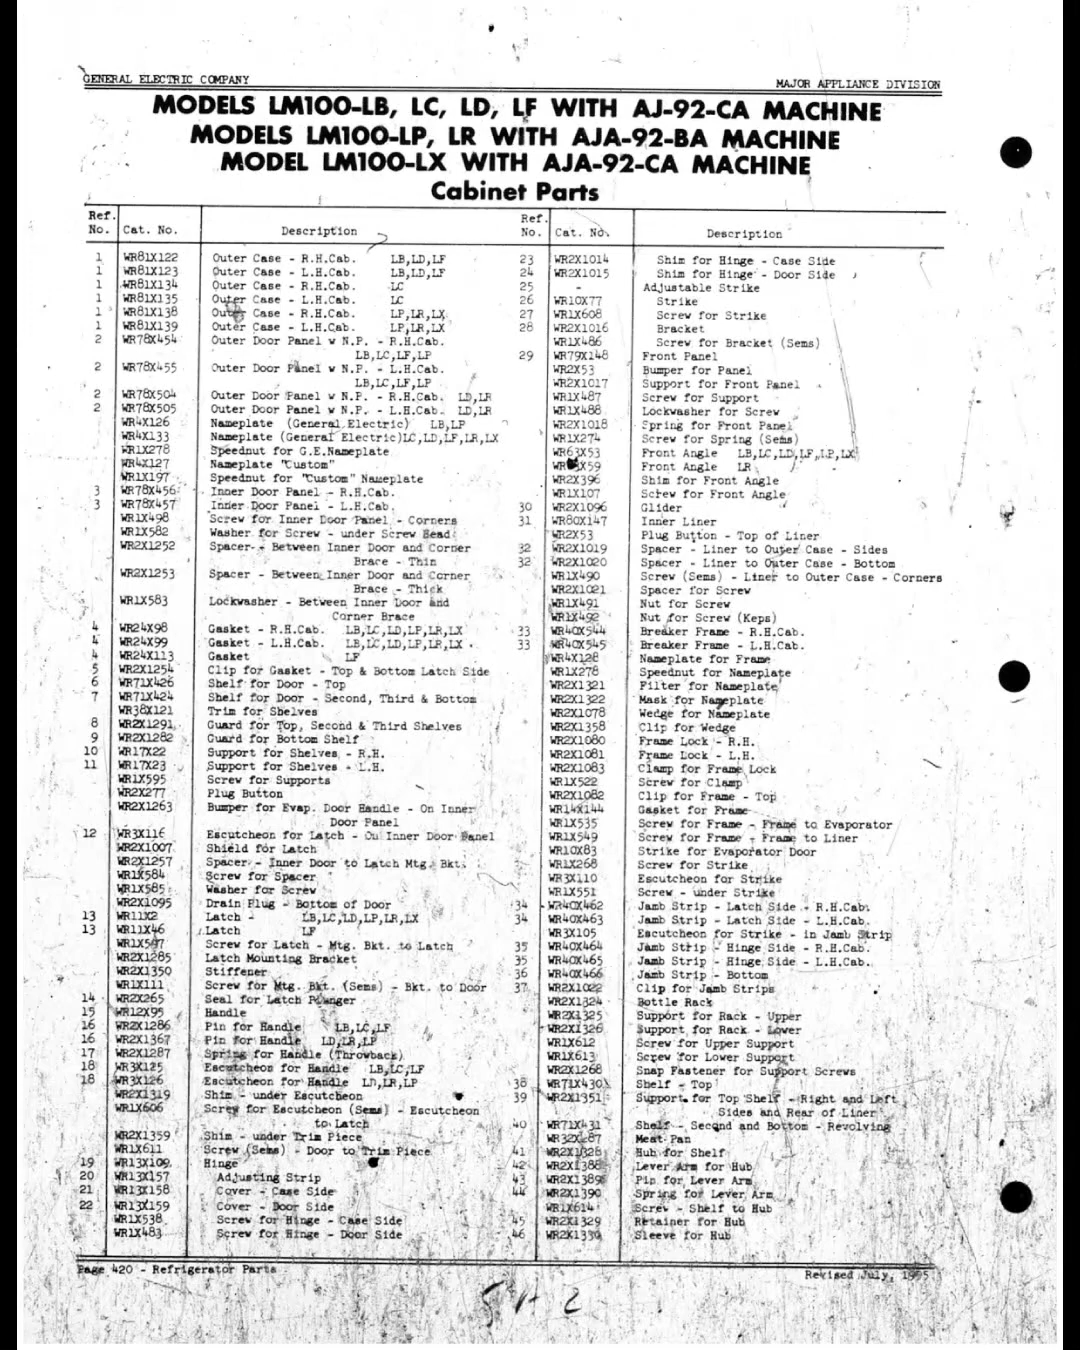 GENERAL ELECTRIC COMPANY
MAJOR APPLIANCE DIVISION
MODELS LM100-LB, LC, LD, LF WITH AJ-92-CA MACHINE
MODELS LM100-LP, LR WITH AJA-92-BA MACHINE
MODEL LM100-LX WITH AJA-92-CA MACHINE
Cabinet Parts
Ref. No. Cat. No. Description
1 WR81X122 Outer Case - R.H.Cab. LB,LD,LF
1 WR81X123 Outer Case - L.H.Cab. LB,LD,LF
1 WR81X134 Outer Case - R.H.Cab. LC
1 WR81X135 Outer Case - L.H.Cab. LC
1 WR81X138 Outer Case - R.H.Cab. LP,LR,LX
1 WR81X139 Outer Case - L.H.Cab. LP,LR,LX
2 WR78X454 Outer Door Panel w N.P. - R.H.Cab.
LB,LC,LF,LP
2 WR78X455 Outer Door Panel w N.P. - L.H.Cab.
LB,LC,LF,LP
2 WR78X504 Outer Door Panel w N.P. - R.H.Cab. LD,LR
2 WR78X505 Outer Door Panel w N.P. - L.H.Cab. LD,LR
WR4X126 Nameplate (General Electric) LB,LP
WR4X133 Nameplate (General Electric)LC,LD,LF,LR,LX
WR1X278 Speednut for G.E.Nameplate
WR4X127 Nameplate "Custom"
WR1X197 Speednut for "Custom" Nameplate
3 WR78X456 Inner Door Panel - R.H.Cab.
3 WR78X457 Inner Door Panel - L.H.Cab.
WR1X498 Screw for Inner Door Panel - Corners
WR1X582 Washer for Screw - under Screw Head
WR2X1252 Spacer - Between Inner Door and Corner
Brace - Thin
WR2X1253 Spacer - Between Inner Door and Corner
Brace - Thick
WR1X583 Lockwasher - Between Inner Door and
Corner Brace
4 WR24X98 Gasket - R.H.Cab. LB,LC,LD,LP,LR,LX
4 WR24X99 Gasket - L.H.Cab. LB,LC,LD,LP,LR,LX
4 WR24X113 Gasket LF
5 WR2X1254 Clip for Gasket - Top & Bottom Latch Side
6 WR71X426 Shelf for Door - Top
7 WR71X424 Shelf for Door - Second, Third & Bottom
WR38X121 Trim for Shelves
8 WR2X1291 Guard for Top, Second & Third Shelves
9 WR2X1282 Guard for Bottom Shelf
10 WR17X22 Support for Shelves - R.H.
11 WR17X23 Support for Shelves - L.H.
WR1X595 Screw for Supports
WR2X277 Plug Button
WR2X1263 Bumper for Evap. Door Handle - On Inner
Door Panel
12 WR3X116 Escutcheon for Latch - On Inner Door Panel
WR2X1007 Shield for Latch
WR2X1257 Spacer - Inner Door to Latch Mtg. Bkt.
WR1X584 Screw for Spacer
WR1X585 Washer for Screw
WR2X1095 Drain Plug - Bottom of Door
13 WR11X2 Latch - LB,LC,LD,LP,LR,LX
13 WR11X46 Latch LF
WR1X597 Screw for Latch - Mtg. Bkt. to Latch
WR2X1285 Latch Mounting Bracket
WR2X1350 Stiffener
WR1X111 Screw for Mtg. Bkt. (Sems) - Bkt. to Door
14 WR2X265 Seal for Latch Plunger
15 WR12X95 Handle
16 WR2X1286 Pin for Handle LB,LC,LF
16 WR2X1367 Pin for Handle LD,LR,LP
17 WR2X1287 Spring for Handle (Throwback)
18 WR3X125 Escutcheon for Handle LB,LC,LF
18 WR3X126 Escutcheon for Handle LD,LR,LP
WR2X1319 Shim - under Escutcheon
WR1X606 Screw for Escutcheon (Sems) - Escutcheon
to Latch
WR2X1359 Shim - under Trim Piece
WR1X611 Screw (Sems) - Door to Trim Piece
19 WR13X109 Hinge
20 WR13X157 Adjusting Strip
21 WR13X158 Cover - Case Side
22 WR13X159 Cover - Door Side
WR1X538 Screw for Hinge - Case Side
WR1X483 Screw for Hinge - Door Side
Ref. No. Cat. No. Description
23 WR2X1014 Shim for Hinge - Case Side
24 WR2X1015 Shim for Hinge - Door Side
25 - Adjustable Strike
26 WR10X77 Strike
27 WR1X608 Screw for Strike
28 WR2X1016 Bracket
WR1X486 Screw for Bracket (Sems)
29 WR79X148 Front Panel
WR2X53 Bumper for Panel
WR2X1017 Support for Front Panel
WR1X487 Screw for Support
WR1X488 Lockwasher for Screw
WR2X1018 Spring for Front Panel
WR1X274 Screw for Spring (Sems)
WR63X53 Front Angle LB,LC,LD,LF,LP,LX
Front Angle LR
WR2X396 Shim for Front Angle
WR1X107 Screw for Front Angle
30 WR2X1096 Glider
31 WR80X147 Inner Liner
WR2X53 Plug Button - Top of Liner
32 WR2X1019 Spacer - Liner to Outer Case - Sides
32 WR2X1020 Spacer - Liner to Outer Case - Bottom
WR1X490 Screw (Sems) - Liner to Outer Case - Corners
WR2X1021 Spacer for Screw
WR1X491 Nut for Screw
WR1X492 Nut for Screw (Keps)
33 WR40X544 Breaker Frame - R.H.Cab.
33 WR40X545 Breaker Frame - L.H.Cab.
WR4X128 Nameplate for Frame
WR1X278 Speednut for Nameplate
WR2X1321 Filter for Nameplate
WR2X1322 Mask for Nameplate
WR2X1078 Wedge for Nameplate
WR2X1358 Clip for Wedge
WR2X1080 Frame Lock - R.H.
WR2X1081 Frame Lock - L.H.
WR2X1083 Clamp for Frame Lock
WR1X522 Screw for Clamp
WR2X1082 Clip for Frame - Top
WR14X144 Gasket for Frame
WR1X535 Screw for Frame - Frame to Evaporator
WR1X549 Screw for Frame - Frame to Liner
WR10X83 Strike for Evaporator Door
WR1X268 Screw for Strike
WR3X110 Escutcheon for Strike
WR1X551 Screw - under Strike
34 WR40X462 Jamb Strip - Latch Side - R.H.Cab.
34 WR40X463 Jamb Strip - Latch Side - L.H.Cab.
WR3X105 Escutcheon for Strike - in Jamb Strip
35 WR40X464 Jamb Strip - Hinge Side - R.H.Cab.
35 WR40X465 Jamb Strip - Hinge Side - L.H.Cab.
36 WR40X466 Jamb Strip - Bottom
37 WR2X1022 Clip for Jamb Strips
WR2X1324 Bottle Rack
WR2X1325 Support for Rack - Upper
WR2X1326 Support for Rack - Lower
WR1X612 Screw for Upper Support
WR1X613 Screw for Lower Support
WR2X1268 Snap Fastener for Support Screws
38 WR71X430 Shelf - Top
39 WR2X1351 Support for Top Shelf - Right and Left
Sides and Rear of Liner
40 WR71X431 Shelf - Second and Bottom - Revolving
Meat Pan
41 WR2X1328 Hub for Shelf
42 WR2X1388 Lever Arm for Hub
43 WR2X1389 Pin for Lever Arm
44 WR2X1390 Spring for Lever Arm
WR1X614 Screw - Shelf to Hub
45 WR2X1329 Retainer for Hub
46 WR2X1330 Sleeve for Hub
Page 420 - Refrigerator Parts
Revised July, 1955